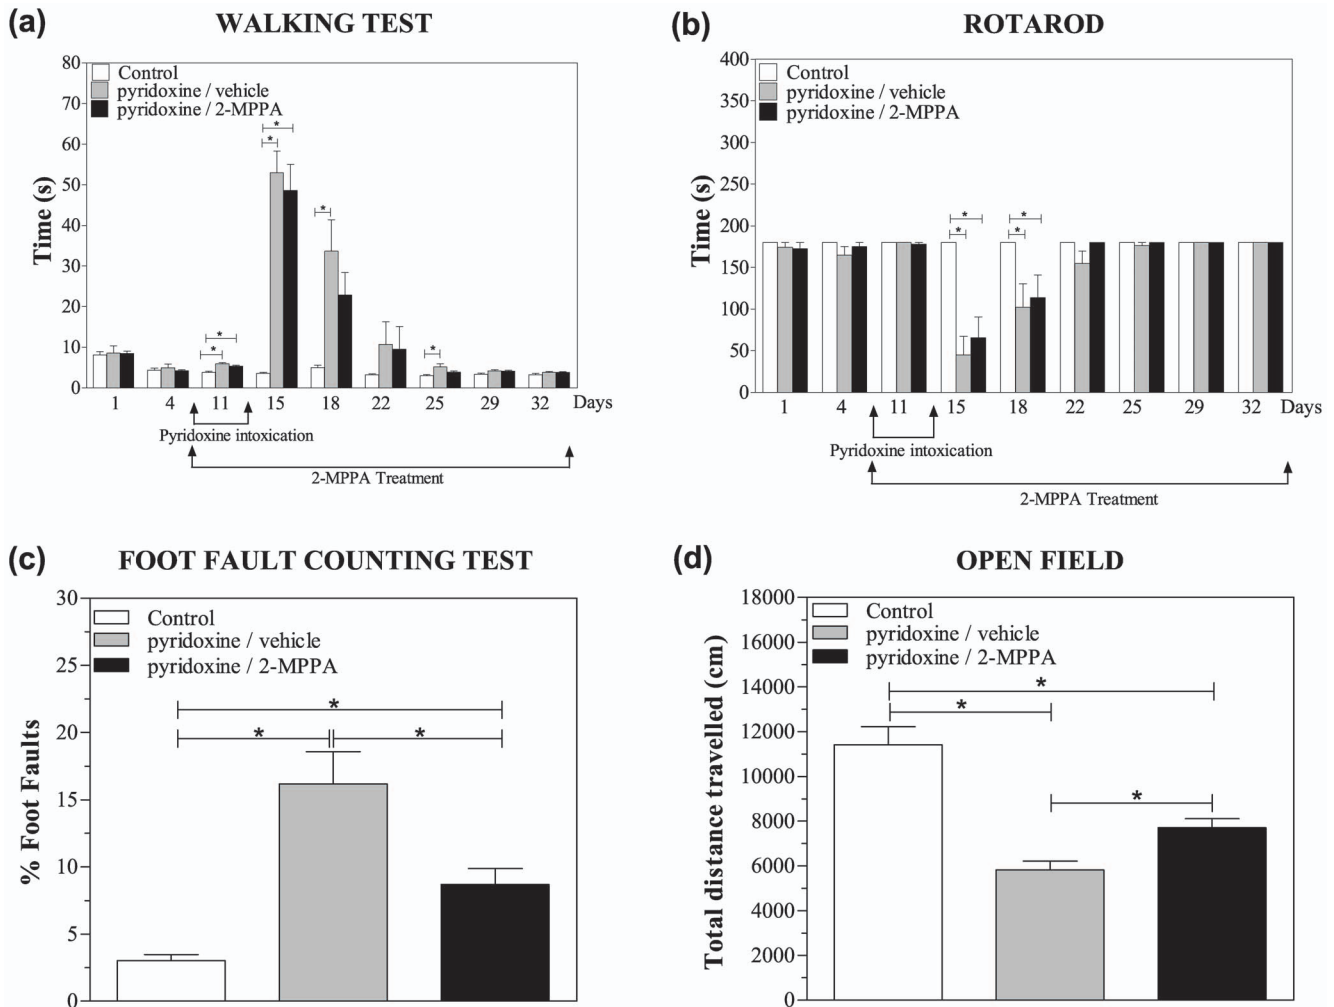 (a)
WALKING TEST
80
70
60
50
40
30
20
10
0
Time (s)
Control
pyridoxine / vehicle
pyridoxine / 2-MPPA
* *
* *
*
*
1 4 11 15 18 22 25 29 32 Days
Pyridoxine intoxication
2-MPPA Treatment
(b)
ROTAROD
400
350
300
250
200
150
100
50
0
Time (s)
Control
pyridoxine / vehicle
pyridoxine / 2-MPPA
* *
* *
1 4 11 15 18 22 25 29 32 Days
Pyridoxine intoxication
2-MPPA Treatment
(c)
FOOT FAULT COUNTING TEST
30
25
20
15
10
5
0
% Foot Faults
Control
pyridoxine / vehicle
pyridoxine / 2-MPPA
*
* *
(d)
OPEN FIELD
18000
16000
14000
12000
10000
8000
6000
4000
2000
0
Total distance travelled (cm)
Control
pyridoxine / vehicle
pyridoxine / 2-MPPA
*
*
*